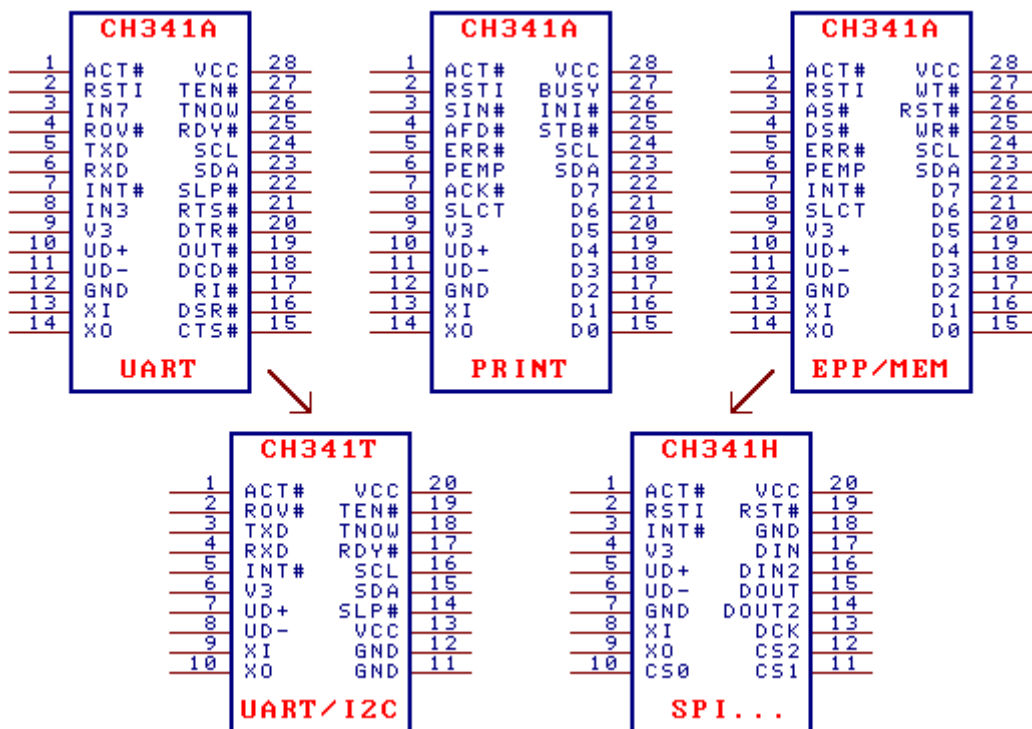 CH341A
1 ACT# VCC 28
2 RSTI TEN# 27
3 IN7 TNOW 26
4 ROV# RDY# 25
5 TXD SCL 24
6 RXD SDA 23
7 INT# SLP# 22
8 IN3 RTS# 21
9 V3 DTR# 20
10 UD+ OUT# 19
11 UD- DCD# 18
12 GND RI# 17
13 XI DSR# 16
14 XO CTS# 15
UART
CH341A
1 ACT# VCC 28
2 RSTI BUSY 27
3 SIN# INI# 26
4 AFD# STB# 25
5 ERR# SCL 24
6 PEMP SDA 23
7 ACK# D7 22
8 SLCT D6 21
9 V3 D5 20
10 UD+ D4 19
11 UD- D3 18
12 GND D2 17
13 XI D1 16
14 XO D0 15
PRINT
CH341A
1 ACT# VCC 28
2 RSTI WT# 27
3 AS# RST# 26
4 DS# WR# 25
5 ERR# SCL 24
6 PEMP SDA 23
7 INT# D7 22
8 SLCT D6 21
9 V3 D5 20
10 UD+ D4 19
11 UD- D3 18
12 GND D2 17
13 XI D1 16
14 XO D0 15
EPP/MEM
CH341T
1 ACT# VCC 20
2 ROV# TEN# 19
3 TXD TNOW 18
4 RXD RDY# 17
5 INT# SCL 16
6 V3 SDA 15
7 UD+ SLP# 14
8 UD- VCC 13
9 XI GND 12
10 XO GND 11
UART/I2C
CH341H
1 ACT# VCC 20
2 RSTI RST# 19
3 INT# GND 18
4 V3 DIN 17
5 UD+ DIN2 16
6 UD- DOUT 15
7 GND DOUT2 14
8 XI DCK 13
9 XO CS2 12
10 CS0 CS1 11
SPI...